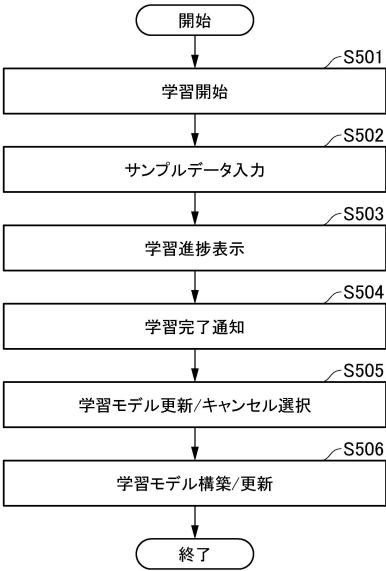 開始
S501
学習開始
S502
サンプルデータ入力
S503
学習進捗表示
S504
学習完了通知
S505
学習モデル更新/キャンセル選択
S506
学習モデル構築/更新
終了